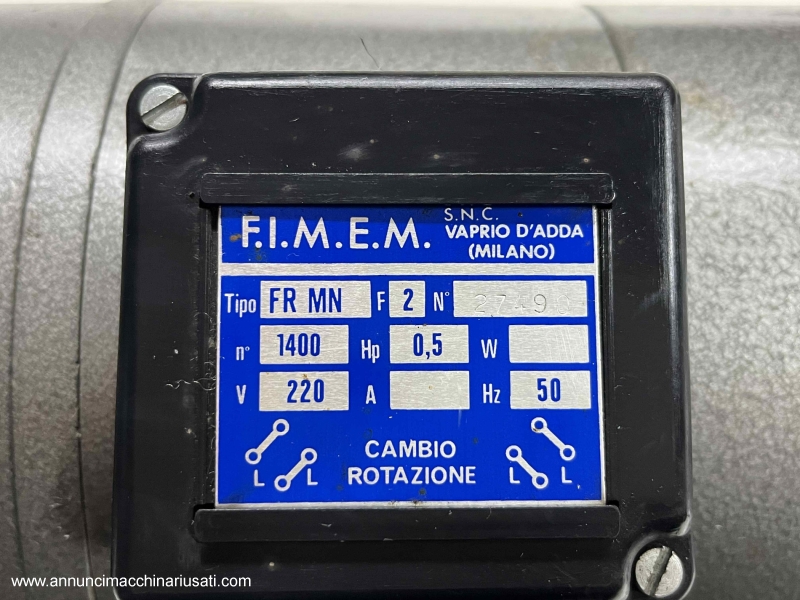 F.I.M.E.M. S.N.C.
VAPRIO D'ADDA
(MILANO)
Tipo FR MN F 2 N° 2749
n° 1400 Hp 0,5 W
V 220 A Hz 50
CAMBIO
ROTAZIONE
L L L L
www.annuncimacchinariusati.com